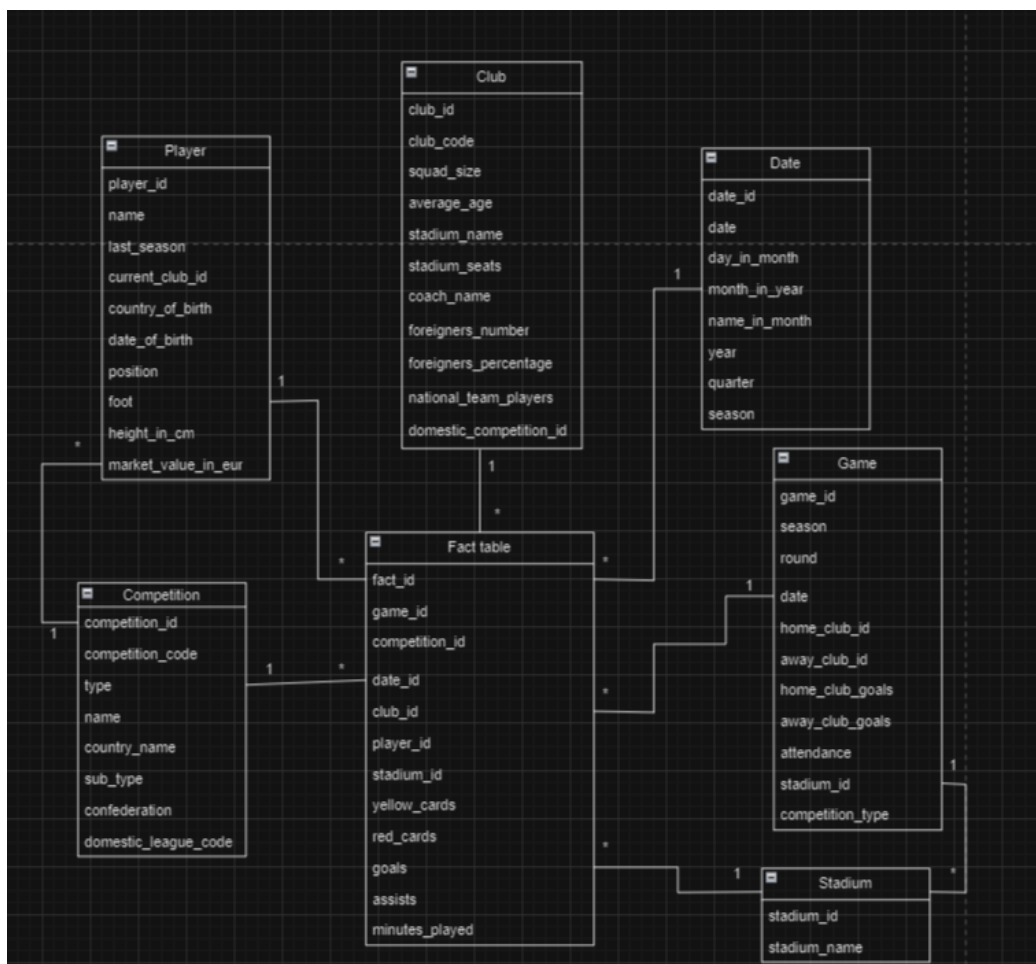 Club
club_id
club_code
squad_size
average_age
stadium_name
stadium_seats
coach_name
foreigners_number
foreigners_percentage
national_team_players
domestic_competition_id
Player
player_id
name
last_season
current_club_id
country_of_birth
date_of_birth
position
foot
height_in_cm
market_value_in_eur
Date
date_id
date
day_in_month
month_in_year
name_in_month
year
quarter
season
Game
game_id
season
round
date
home_club_id
away_club_id
home_club_goals
away_club_goals
attendance
stadium_id
competition_type
Fact table
fact_id
game_id
competition_id
date_id
club_id
player_id
stadium_id
yellow_cards
red_cards
goals
assists
minutes_played
Competition
competition_id
competition_code
type
name
country_name
sub_type
confederation
domestic_league_code
Stadium
stadium_id
stadium_name
1
*
1
*
1
*
1
*
1
*
1
*
1
*
1
*